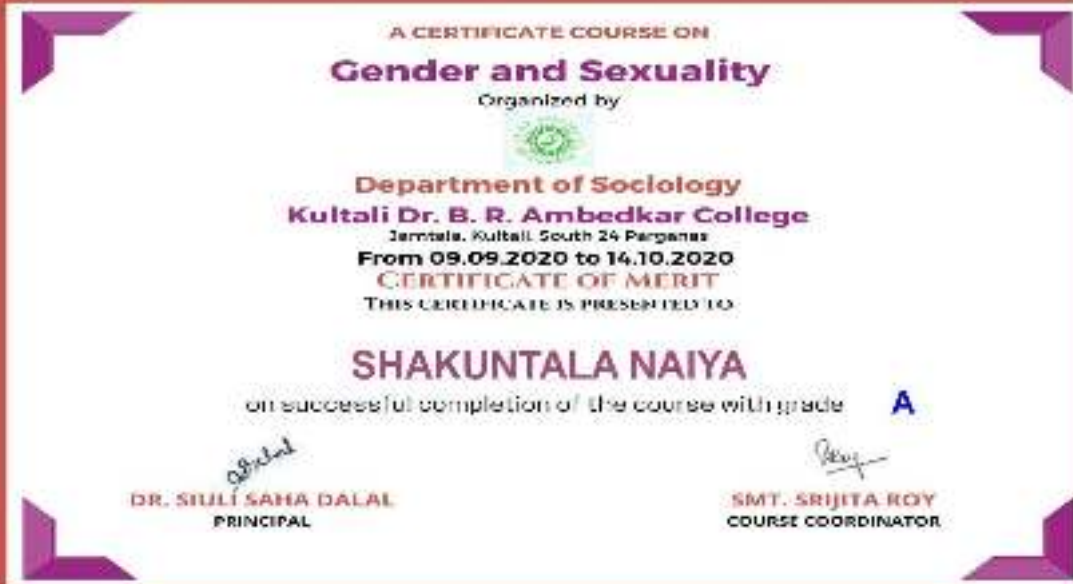 A CERTIFICATE COURSE ON
Gender and Sexuality
Organized by
Department of Sociology
Kultali Dr. B. R. Ambedkar College
Jamtala, Kultali, South 24 Parganas
From 09.09.2020 to 14.10.2020
CERTIFICATE OF MERIT
THIS CERTIFICATE IS PRESENTED TO
SHAKUNTALA NAIYA
on successful completion of the course with grade A
DR. SIULI SAHA DALAL
PRINCIPAL
SMT. SRIJITA ROY
COURSE COORDINATOR